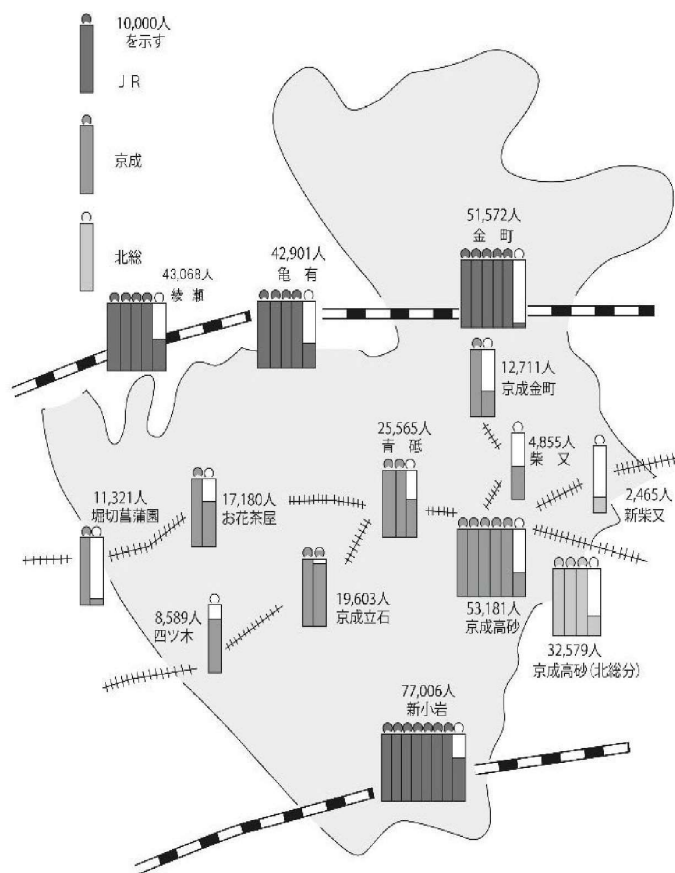 10,000人
を示す
ＪＲ
京成
北総
43,068人
綾瀬
42,901人
亀有
51,572人
金町
12,711人
京成金町
4,855人
柴又
2,465人
新柴又
25,565人
青砥
17,180人
お花茶屋
11,321人
堀切菖蒲園
8,589人
四ツ木
19,603人
京成立石
53,181人
京成高砂
32,579人
京成高砂（北総分）
77,006人
新小岩